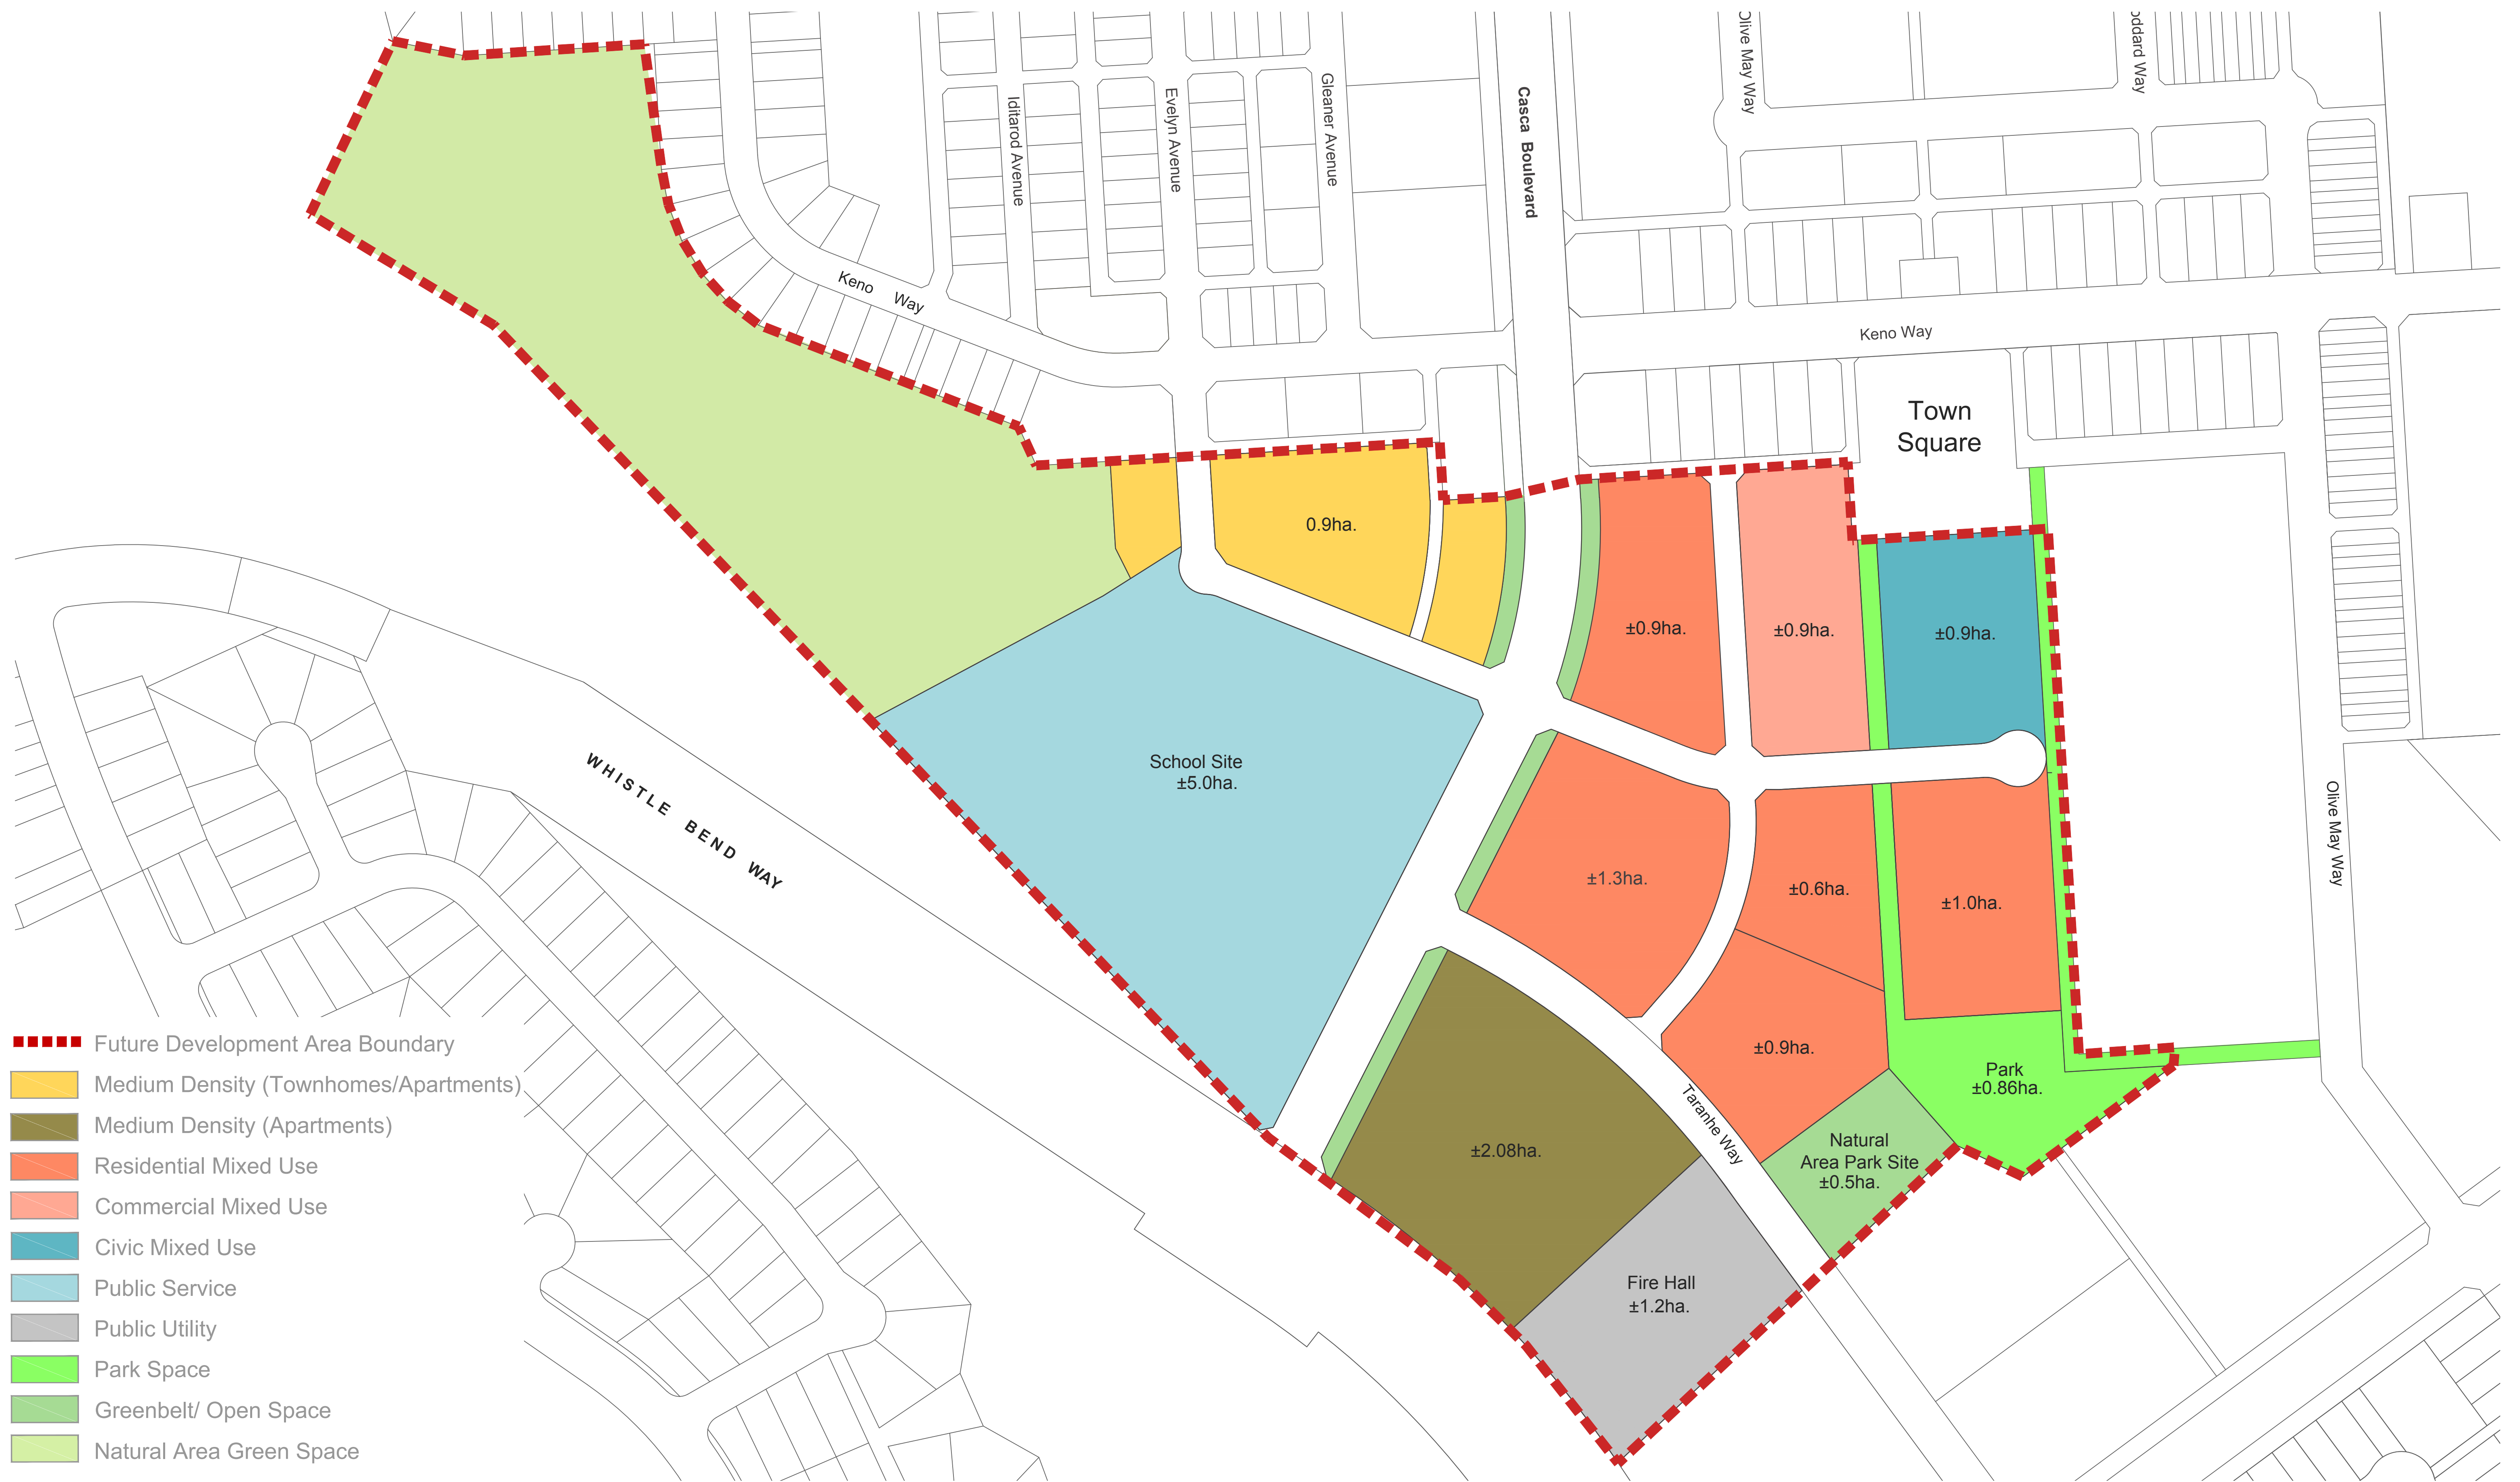 Olive May Way
Iditarod Avenue
Evelyn Avenue
Gleaner Avenue
Casca Boulevard
Keno Way
Keno Way
Town
Square
0.9ha.
±0.9ha.
±0.9ha.
±0.9ha.
School Site
±5.0ha.
WHISTLE BEND WAY
Olive May Way
±1.3ha.
±0.6ha.
±1.0ha.
±0.9ha.
Park
±0.86ha.
Taranhe Way
Natural
Area Park Site
±0.5ha.
±2.08ha.
Fire Hall
±1.2ha.
Future Development Area Boundary
Medium Density (Townhomes/Apartments)
Medium Density (Apartments)
Residential Mixed Use
Commercial Mixed Use
Civic Mixed Use
Public Service
Public Utility
Park Space
Greenbelt/ Open Space
Natural Area Green Space